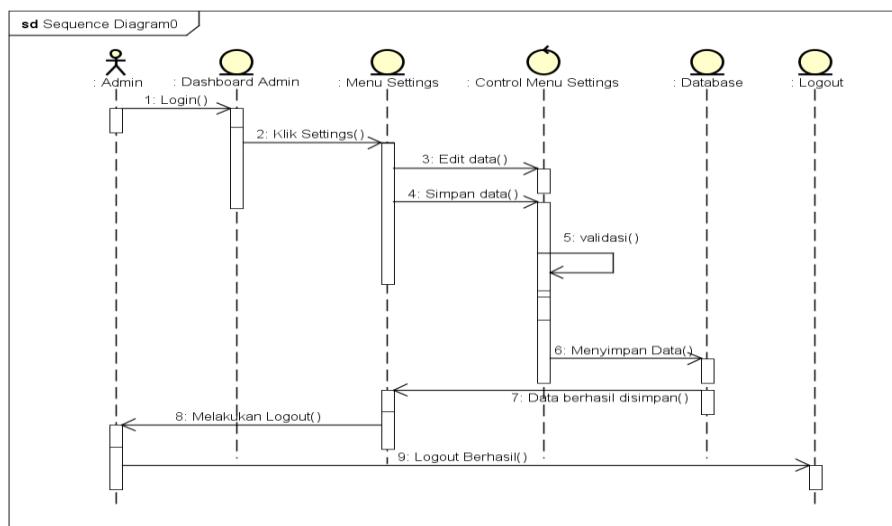 sd Sequence Diagram0
: Admin
: Dashboard Admin
: Menu Settings
: Control Menu Settings
: Database
: Logout
1: Login()
2: Klik Settings()
3: Edit data()
4: Simpan data()
5: validasi()
6: Menyimpan Data()
7: Data berhasil disimpan()
8: Melakukan Logout()
9: Logout Berhasil()